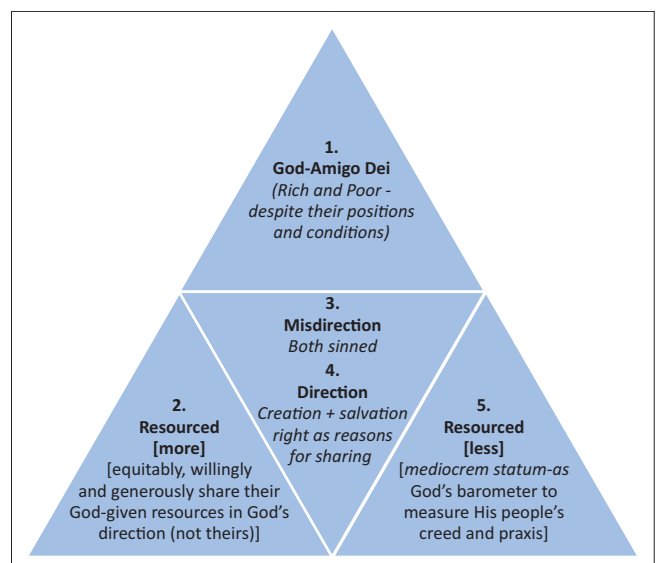 1.
God-Amigo Dei
(Rich and Poor -
despite their positions
and conditions)
3.
Misdirection
Both sinned
4.
Direction
Creation + salvation
right as reasons
for sharing
2.
Resourced
[more]
[equitably, willingly
and generously share their
God-given resources in God’s
direction (not theirs)]
5.
Resourced
[less]
[mediocrem statum-as
God’s barometer to
measure His people’s
creed and praxis]